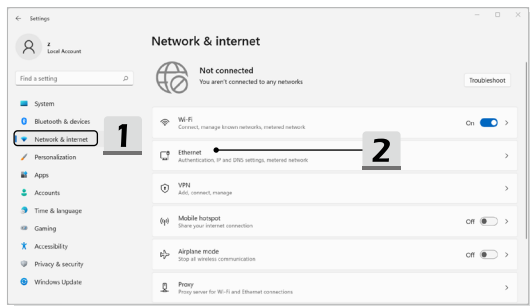 Settings
z
Local Account
Find a setting
System
Bluetooth & devices
Network & internet
Personalization
Apps
Accounts
Time & language
Gaming
Accessibility
Privacy & security
Windows Update
1
Network & internet
Not connected
You aren't connected to any networks
Troubleshoot
Wi-Fi
Connect, manage known networks, metered network
On
Ethernet
Authentication, IP and DNS settings, metered network
2
VPN
Add, connect, manage
Mobile hotspot
Share your internet connection
Off
Airplane mode
Stop all wireless communication
Off
Proxy
Proxy server for Wi-Fi and Ethernet connections